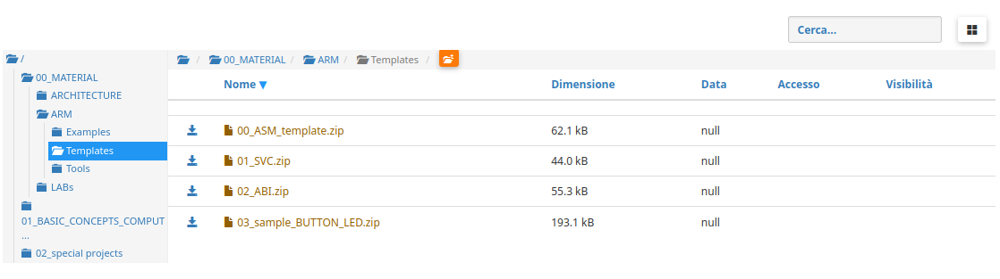 Cerca...
/
00_MATERIAL
ARCHITECTURE
ARM
Examples
Templates
Tools
LABs
01_BASIC_CONCEPTS_COMPUT
...
02_special projects
/ 00_MATERIAL / ARM / Templates /
Nome ▼ Dimensione Data Accesso Visibilità
00_ASM_template.zip 62.1 kB null
01_SVC.zip 44.0 kB null
02_ABI.zip 55.3 kB null
03_sample_BUTTON_LED.zip 193.1 kB null